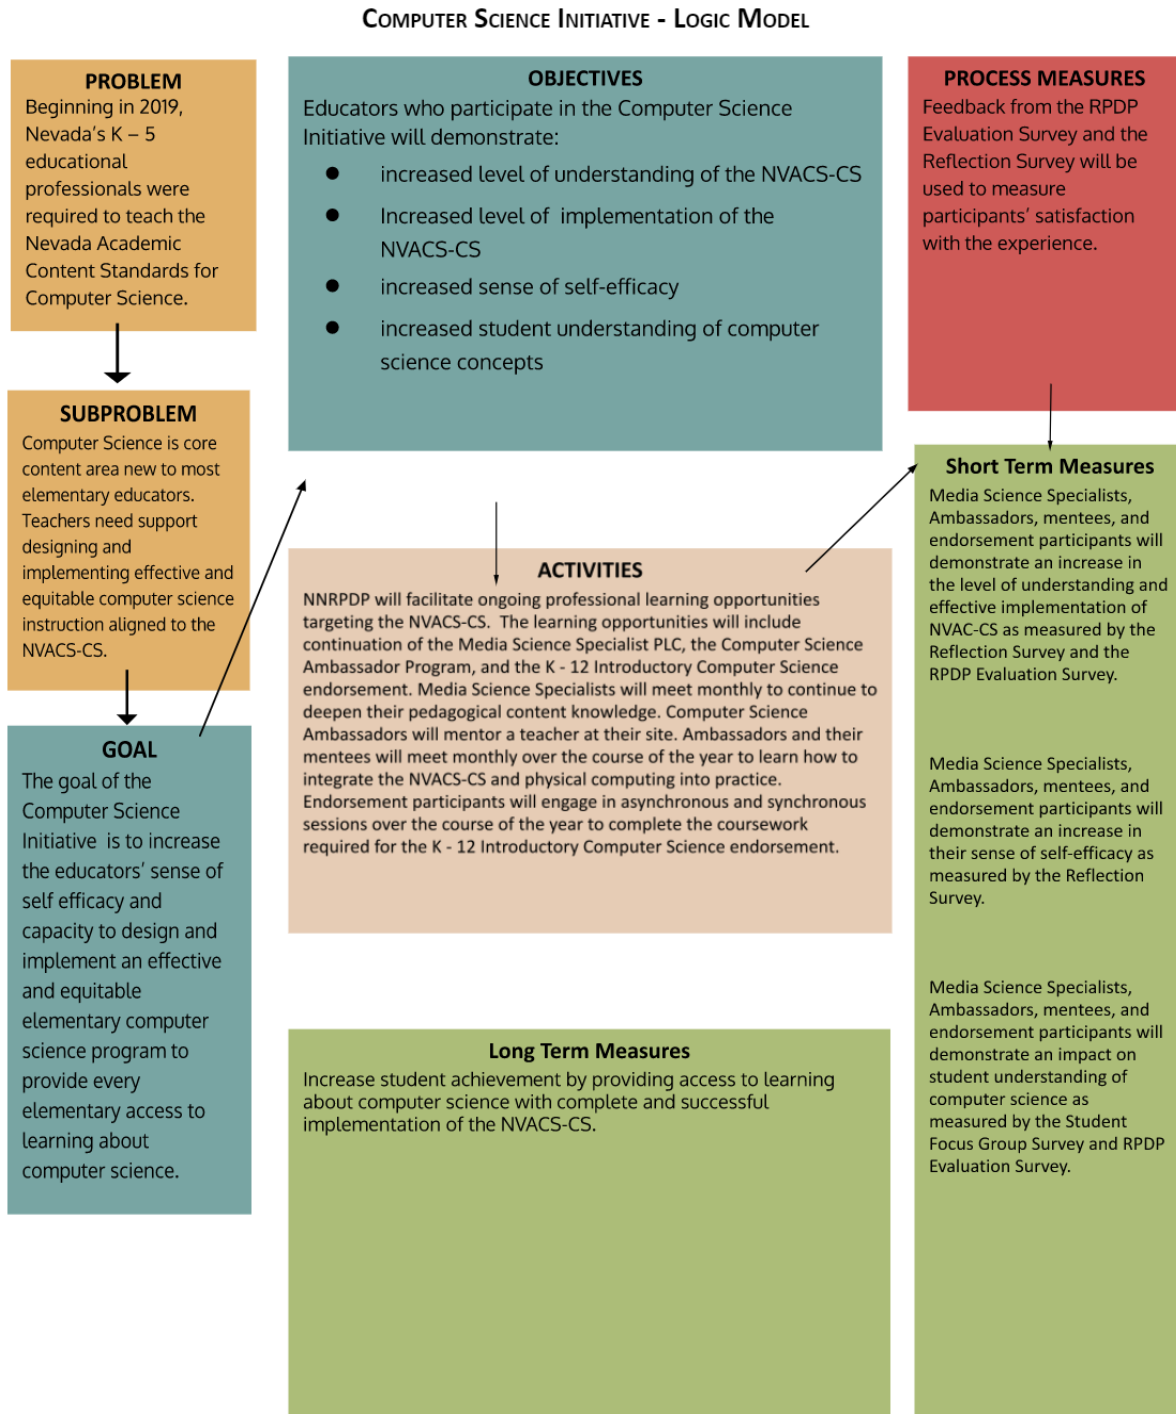 COMPUTER SCIENCE INITIATIVE - LOGIC MODEL
PROBLEM
Beginning in 2019,
Nevada's K – 5
educational
professionals were
required to teach the
Nevada Academic
Content Standards for
Computer Science.
SUBPROBLEM
Computer Science is core
content area new to most
elementary educators.
Teachers need support
designing and
implementing effective and
equitable computer science
instruction aligned to the
NVACS-CS.
GOAL
The goal of the
Computer Science
Initiative is to increase
the educators' sense of
self efficacy and
capacity to design and
implement an effective
and equitable
elementary computer
science program to
provide every
elementary access to
learning about
computer science.
OBJECTIVES
Educators who participate in the Computer Science
Initiative will demonstrate:
● increased level of understanding of the NVACS-CS
● Increased level of implementation of the
NVACS-CS
● increased sense of self-efficacy
● increased student understanding of computer
science concepts
ACTIVITIES
NNRPDP will facilitate ongoing professional learning opportunities
targeting the NVACS-CS. The learning opportunities will include
continuation of the Media Science Specialist PLC, the Computer Science
Ambassador Program, and the K - 12 Introductory Computer Science
endorsement. Media Science Specialists will meet monthly to continue to
deepen their pedagogical content knowledge. Computer Science
Ambassadors will mentor a teacher at their site. Ambassadors and their
mentees will meet monthly over the course of the year to learn how to
integrate the NVACS-CS and physical computing into practice.
Endorsement participants will engage in asynchronous and synchronous
sessions over the course of the year to complete the coursework
required for the K - 12 Introductory Computer Science endorsement.
Long Term Measures
Increase student achievement by providing access to learning
about computer science with complete and successful
implementation of the NVACS-CS.
PROCESS MEASURES
Feedback from the RPDP
Evaluation Survey and the
Reflection Survey will be
used to measure
participants' satisfaction
with the experience.
Short Term Measures
Media Science Specialists,
Ambassadors, mentees, and
endorsement participants will
demonstrate an increase in
the level of understanding and
effective implementation of
NVAC-CS as measured by the
Reflection Survey and the
RPDP Evaluation Survey.
Media Science Specialists,
Ambassadors, mentees, and
endorsement participants will
demonstrate an increase in
their sense of self-efficacy as
measured by the Reflection
Survey.
Media Science Specialists,
Ambassadors, mentees, and
endorsement participants will
demonstrate an impact on
student understanding of
computer science as
measured by the Student
Focus Group Survey and RPDP
Evaluation Survey.